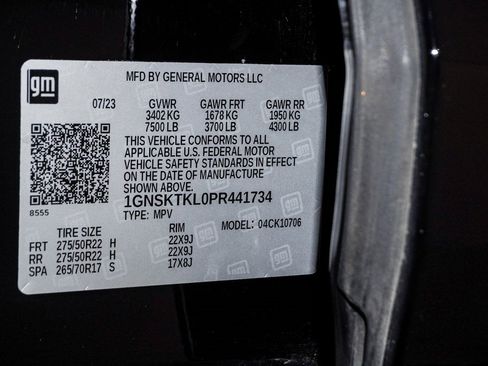 gm
MFD BY GENERAL MOTORS LLC
07/23 GVWR GAWR FRT GAWR RR
3402 KG 1678 KG 1950 KG
7500 LB 3700 LB 4300 LB
THIS VEHICLE CONFORMS TO ALL
APPLICABLE U.S. FEDERAL MOTOR
VEHICLE SAFETY STANDARDS IN EFFECT
ON THE DATE OF MANUFACTURE
SHOWN ABOVE.
1GNSKTKL0PR441734
8555 TYPE: MPV MODEL: 04CK10706
TIRE SIZE RIM
FRT 275/50R22 H 22X9J
RR 275/50R22 H 22X9J
SPA 265/70R17 S 17X8J